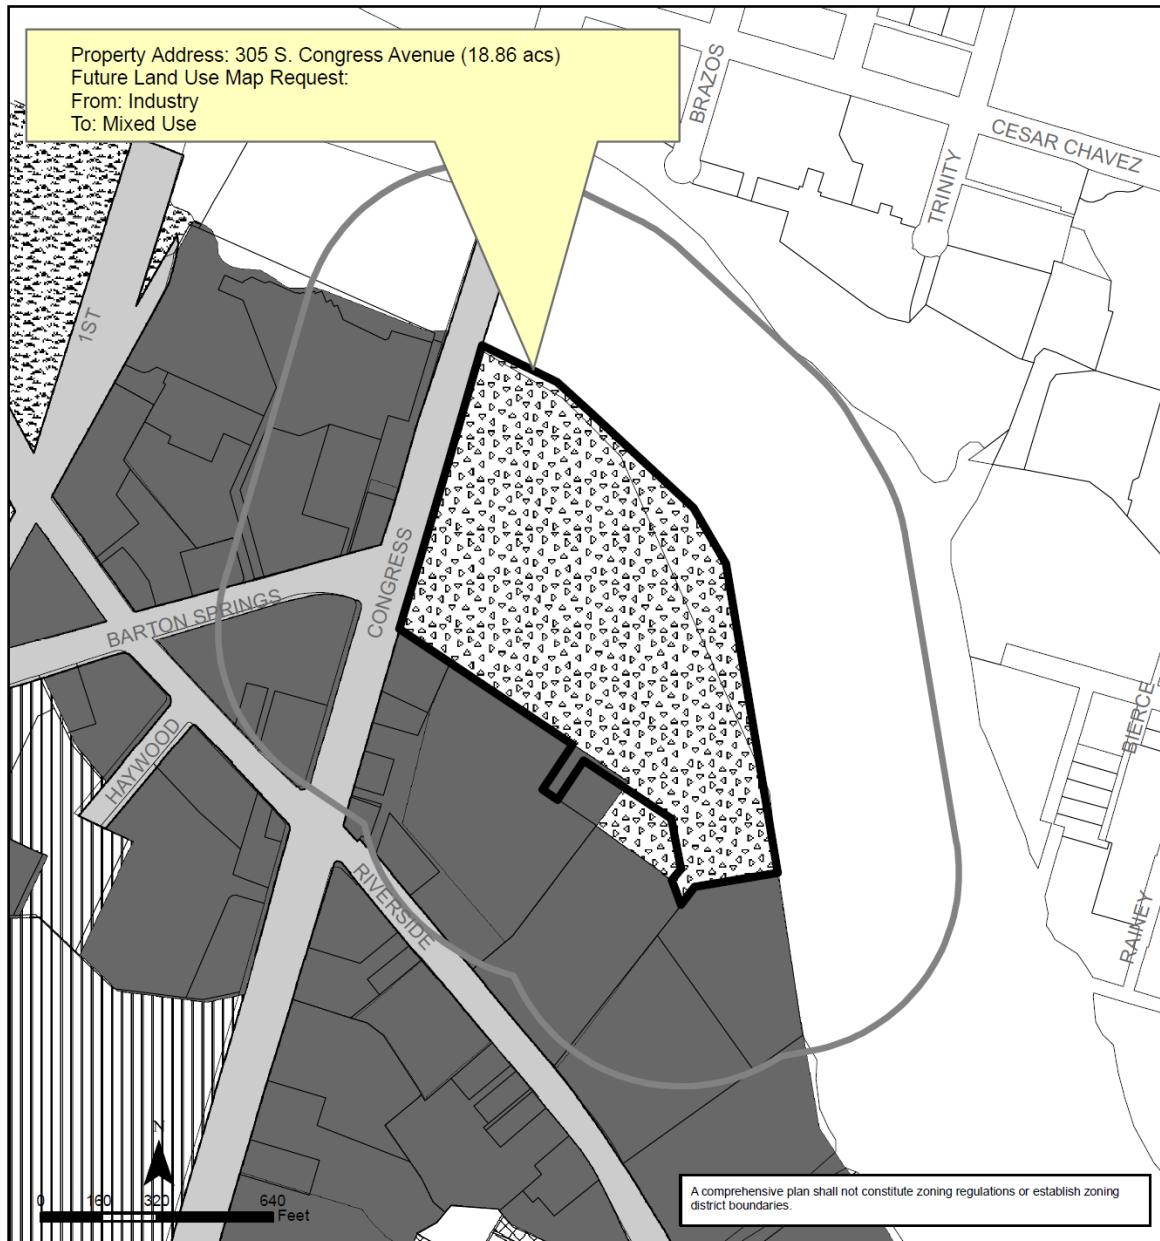 Property Address: 305 S. Congress Avenue (18.86 acs)
Future Land Use Map Request:
From: Industry
To: Mixed Use
BRAZOS
CESAR CHAVEZ
TRINITY
1ST
CONGRESS
BARTON SPRINGS
HAYWOOD
BIERCE
RIVERSIDE
RAINEY
N
0 160 320 640
Feet
A comprehensive plan shall not constitute zoning regulations or establish zoning
district boundaries.